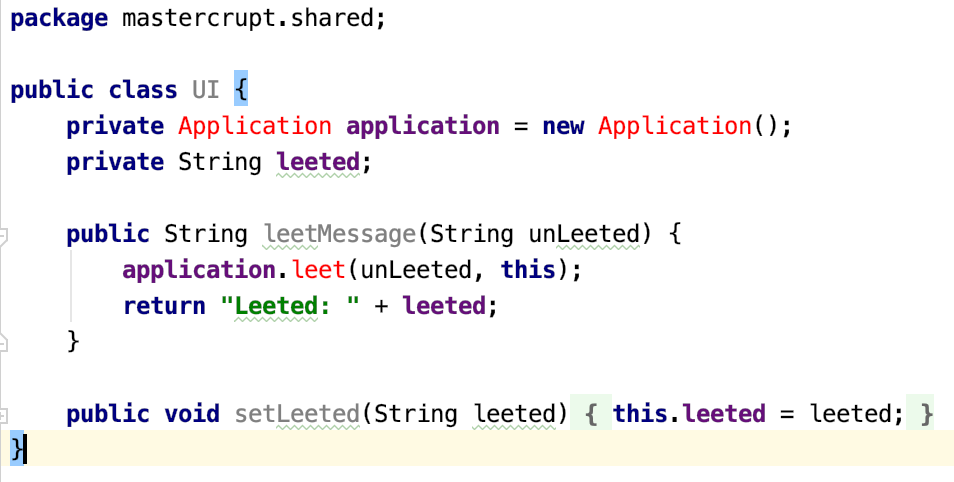 package mastercrupt.shared;
public class UI {
private Application application = new Application();
private String leeted;
public String leetMessage(String unLeeted) {
application.leet(unLeeted, this);
return "Leeted: " + leeted;
}
public void setLeeted(String leeted) { this.leeted = leeted; }
}